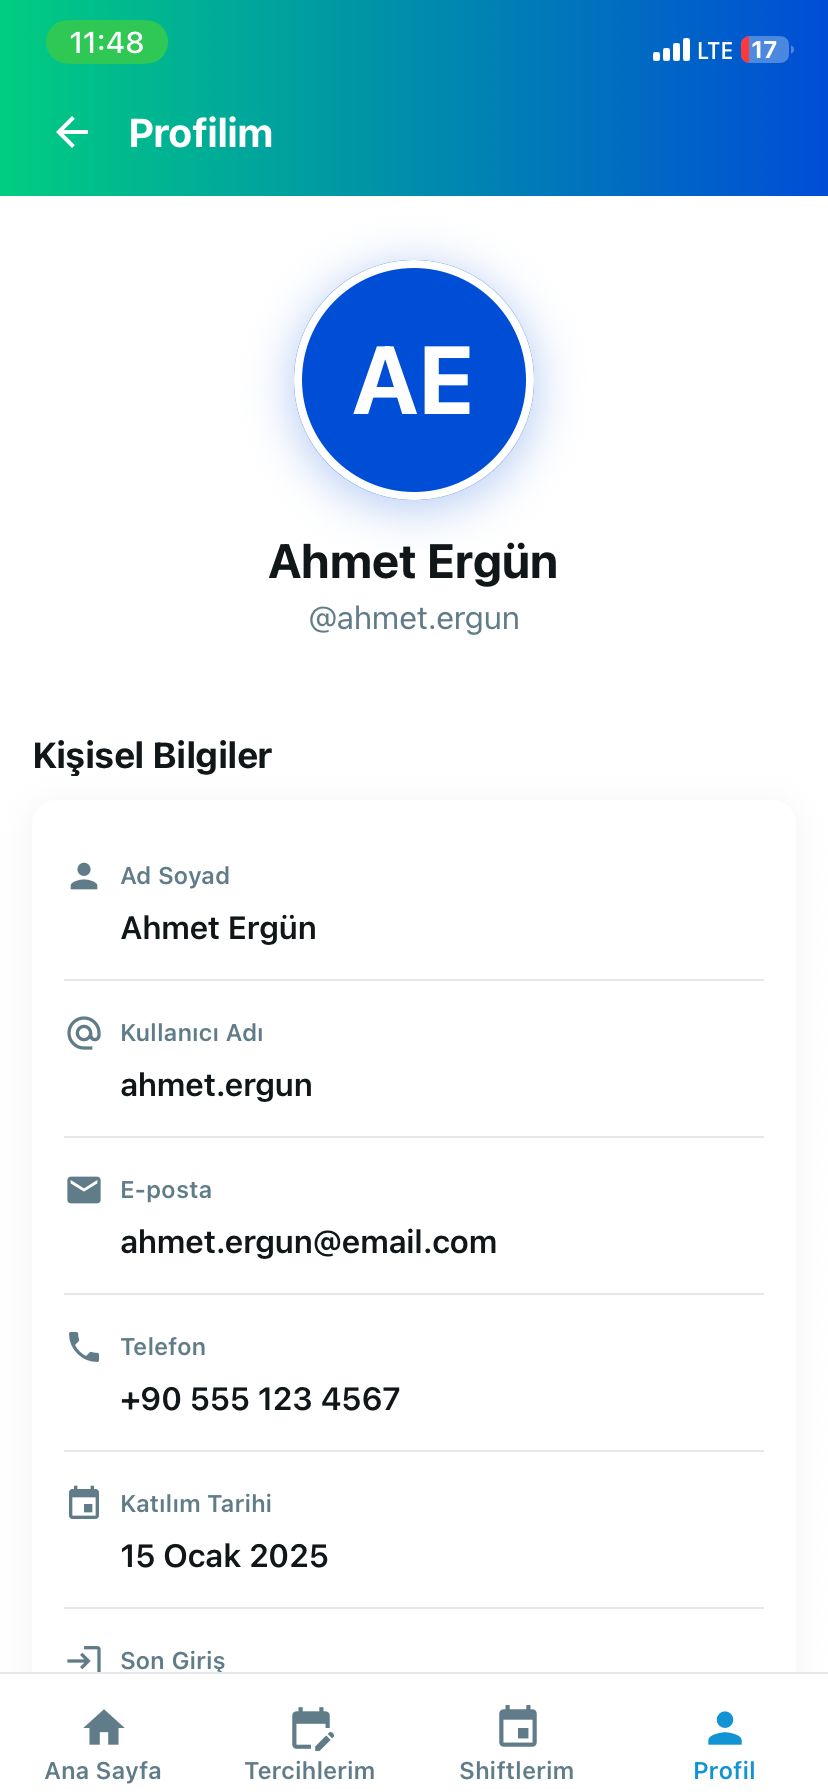 11:48
LTE 17
Profilim
AE
Ahmet Ergün
@ahmet.ergun
Kişisel Bilgiler
Ad Soyad
Ahmet Ergün
Kullanıcı Adı
ahmet.ergun
E-posta
ahmet.ergun@email.com
Telefon
+90 555 123 4567
Katılım Tarihi
15 Ocak 2025
Son Giriş
Ana Sayfa
Tercihlerim
Shiftlerim
Profil